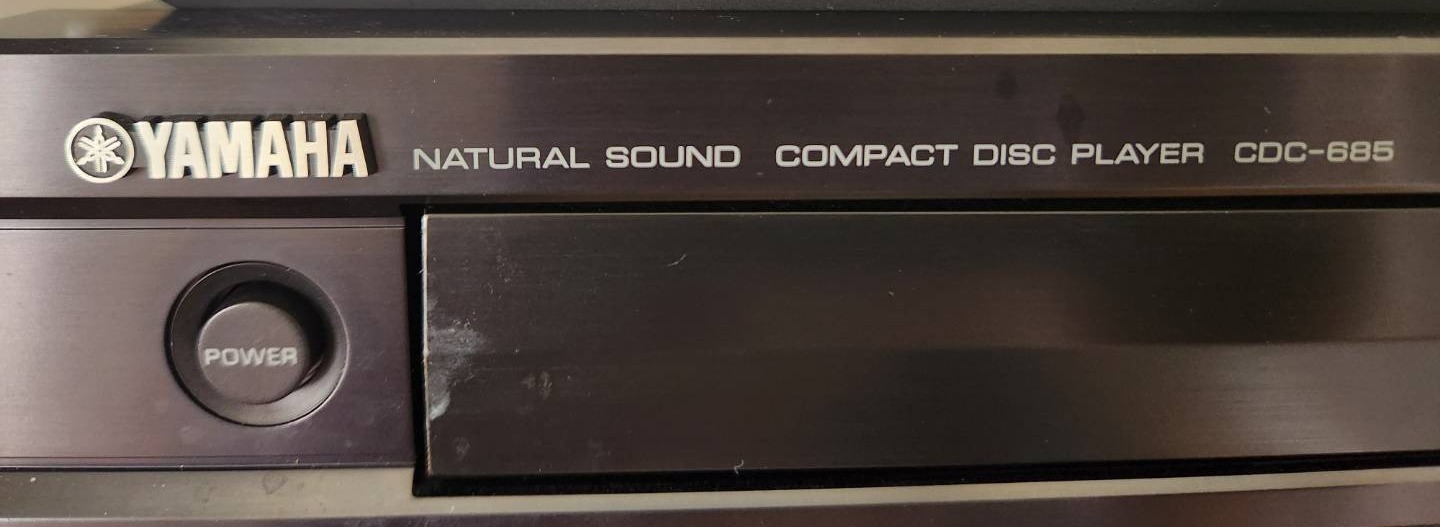 YAMAHA NATURAL SOUND COMPACT DISC PLAYER CDC-685
POWER